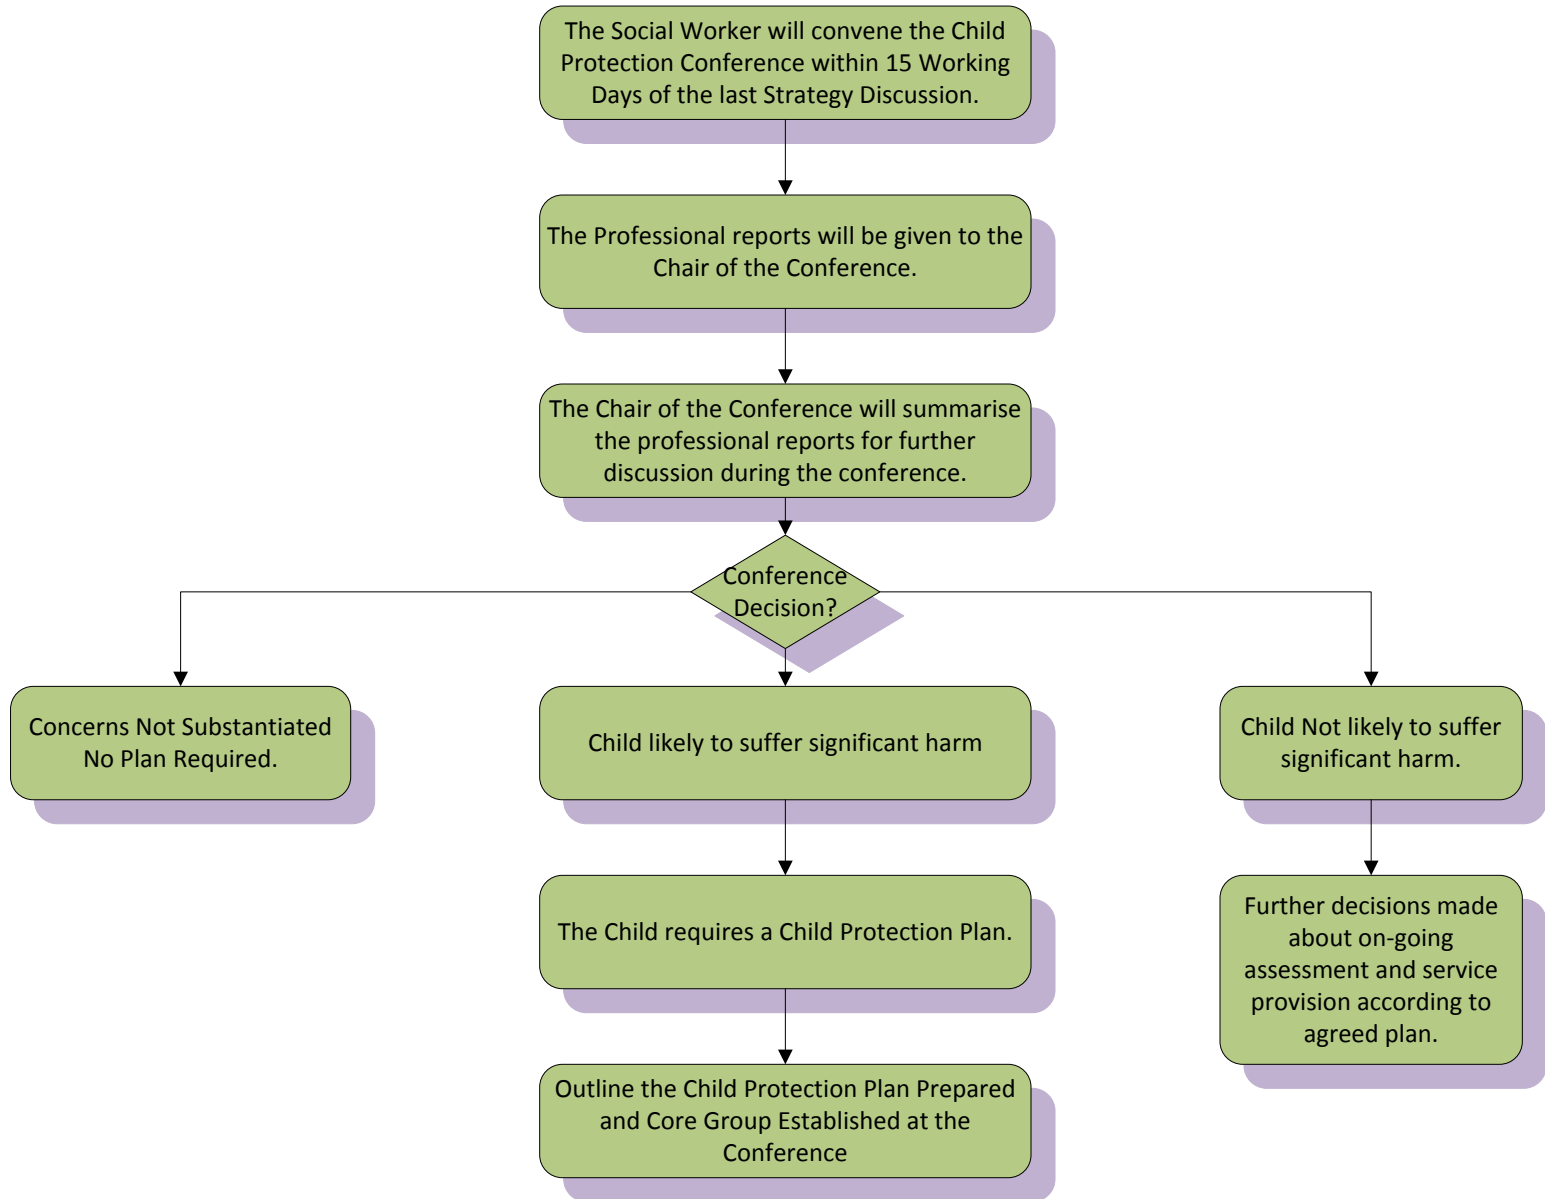 The Social Worker will convene the Child
Protection Conference within 15 Working
Days of the last Strategy Discussion.
The Professional reports will be given to the
Chair of the Conference.
The Chair of the Conference will summarise
the professional reports for further
discussion during the conference.
Conference
Decision?
Concerns Not Substantiated
No Plan Required.
Child likely to suffer significant harm
Child Not likely to suffer
significant harm.
The Child requires a Child Protection Plan.
Further decisions made
about on-going
assessment and service
provision according to
agreed plan.
Outline the Child Protection Plan Prepared
and Core Group Established at the
Conference